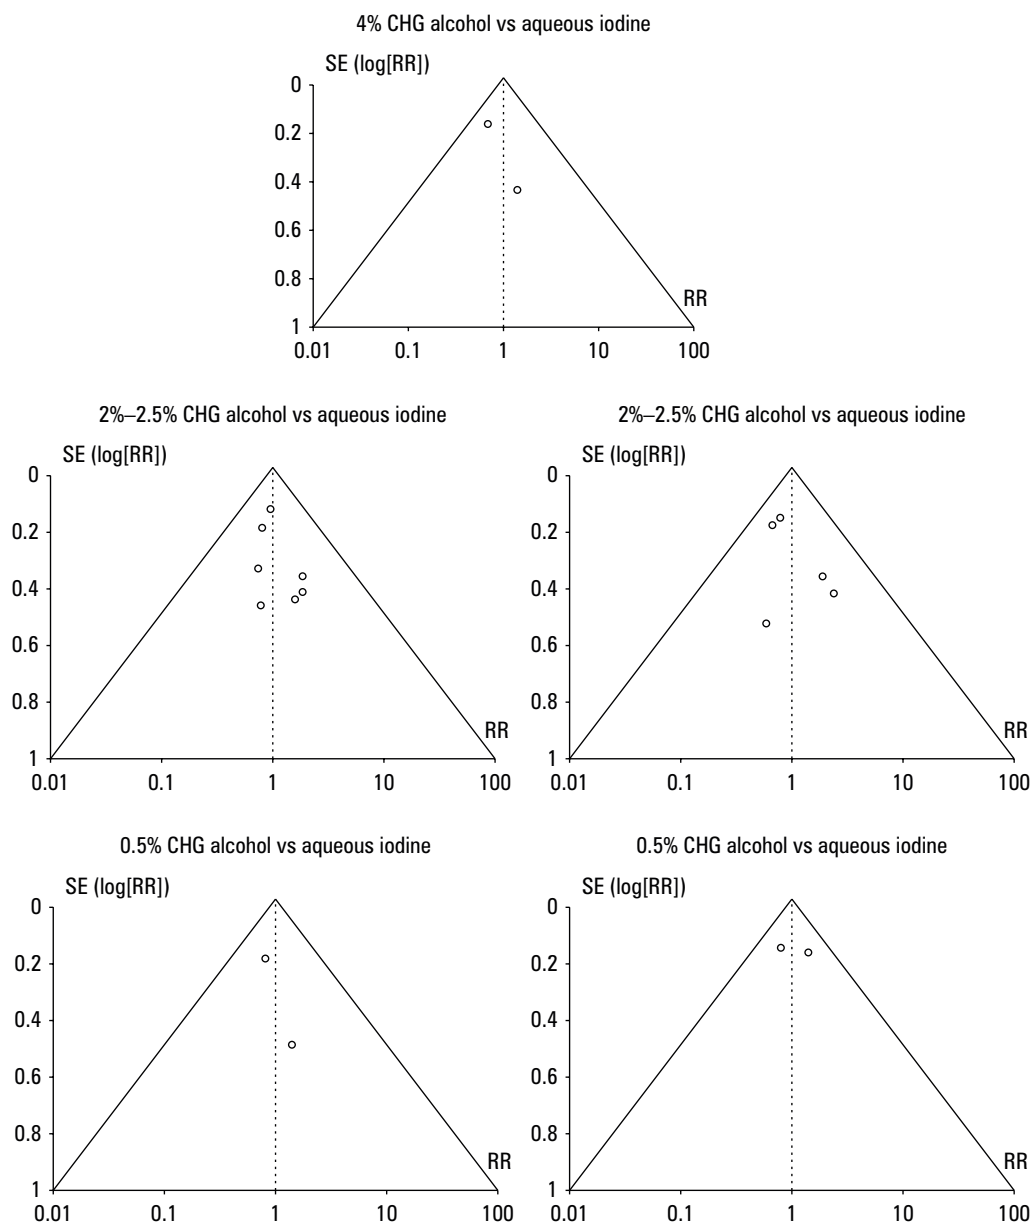 4% CHG alcohol vs aqueous iodine
SE (log[RR])
0
0.2
0.4
0.6
0.8
RR
1
0.01 0.1 1 10 100
2%–2.5% CHG alcohol vs aqueous iodine
SE (log[RR])
0
0.2
0.4
0.6
0.8
RR
1
0.01 0.1 1 10 100
2%–2.5% CHG alcohol vs aqueous iodine
SE (log[RR])
0
0.2
0.4
0.6
0.8
RR
1
0.01 0.1 1 10 100
0.5% CHG alcohol vs aqueous iodine
SE (log[RR])
0
0.2
0.4
0.6
0.8
RR
1
0.01 0.1 1 10 100
0.5% CHG alcohol vs aqueous iodine
SE (log[RR])
0
0.2
0.4
0.6
0.8
RR
1
0.01 0.1 1 10 100